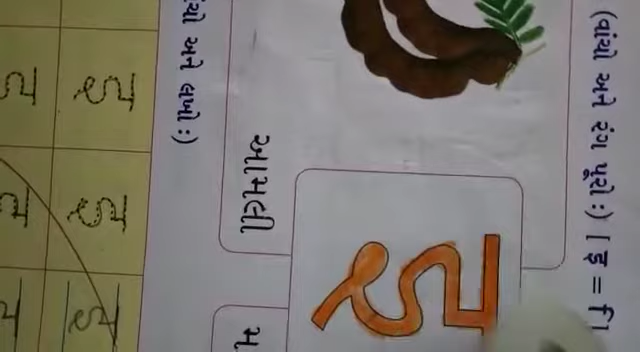 (વાંચો અને રંગ પૂરો :) [ इ =
इ
આમલી
અને લખો :)
इ इ इ